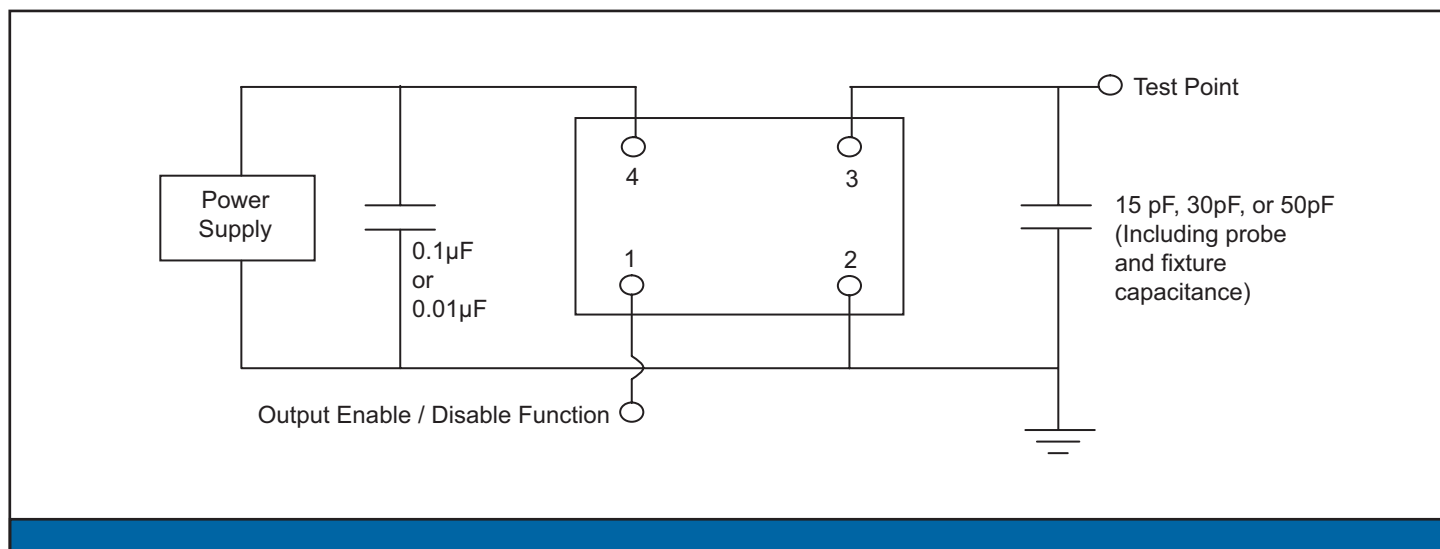 Test Point
4
3
Power
Supply
15 pF, 30pF, or 50pF
(Including probe
and fixture
capacitance)
0.1µF
or
0.01µF
1
2
Output Enable / Disable Function